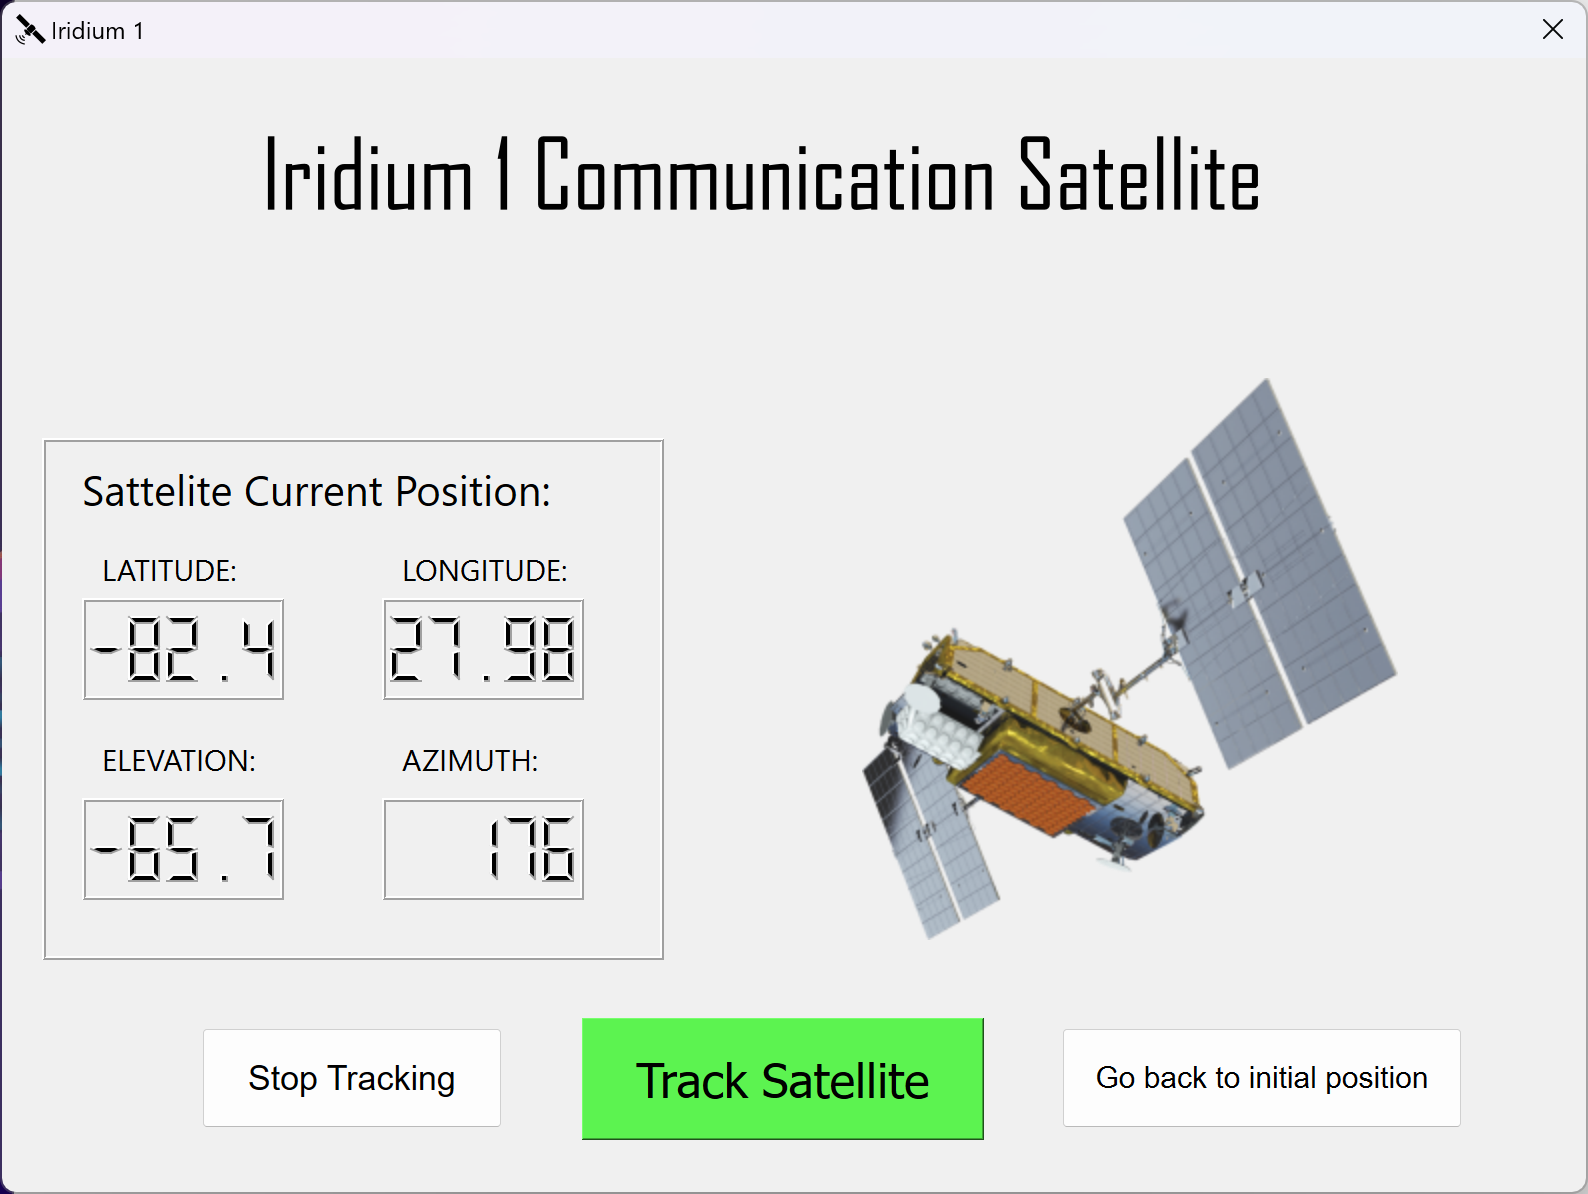 Iridium 1
Iridium 1 Communication Satellite
Sattelite Current Position:
LATITUDE: LONGITUDE:
-82.4 27.98
ELEVATION: AZIMUTH:
-65.7 176
Stop Tracking
Track Satellite
Go back to initial position